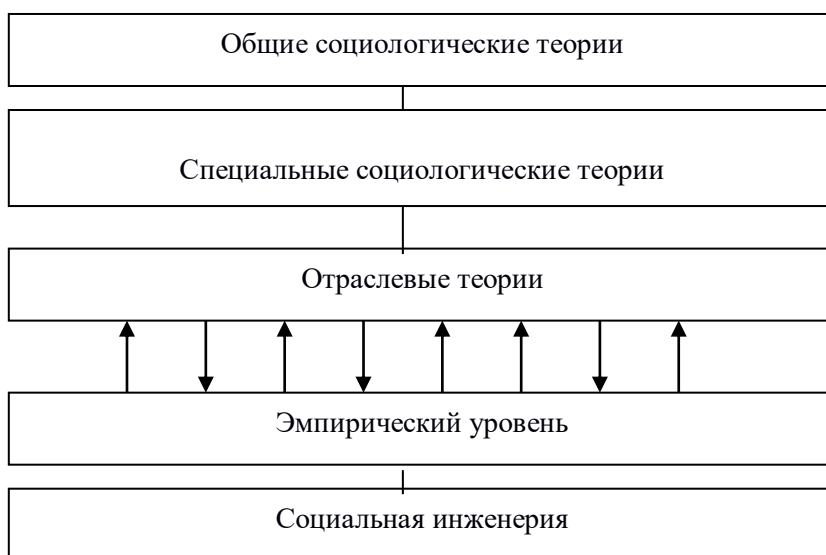 Общие социологические теории
Специальные социологические теории
Отраслевые теории
Эмпирический уровень
Социальная инженерия